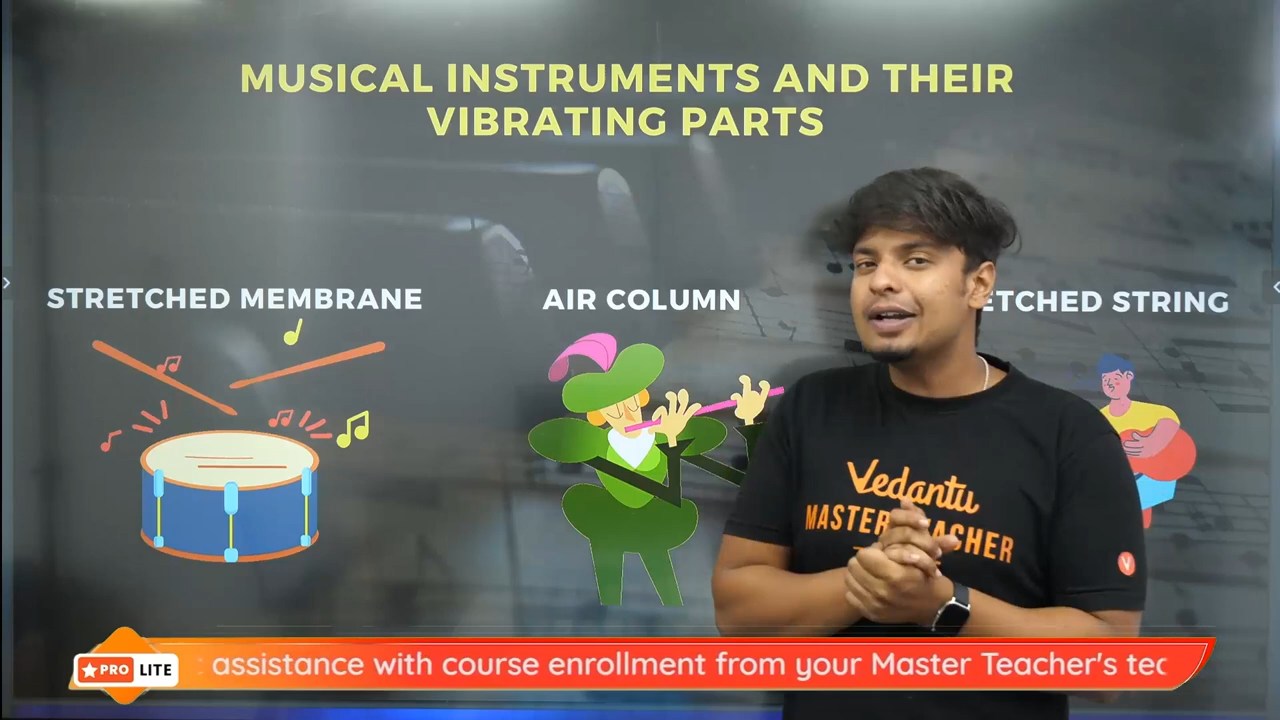 MUSICAL INSTRUMENTS AND THEIR
VIBRATING PARTS
STRETCHED MEMBRANE
AIR COLUMN
ETCHED STRING
Vedantu
MASTER TEACHER
V
PRO LITE
assistance with course enrollment from your Master Teacher's tea